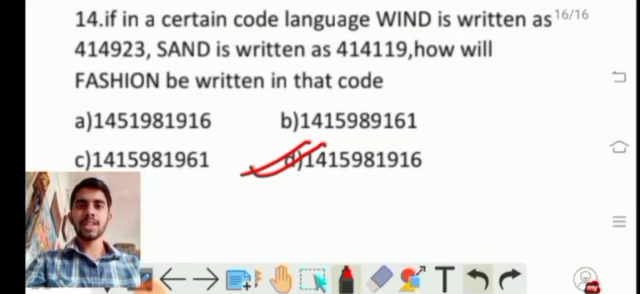 14.if in a certain code language WIND is written as 16/16
414923, SAND is written as 414119,how will
FASHION be written in that code
a)1451981916 b)1415989161
c)1415981961 d)1415981916
T
my